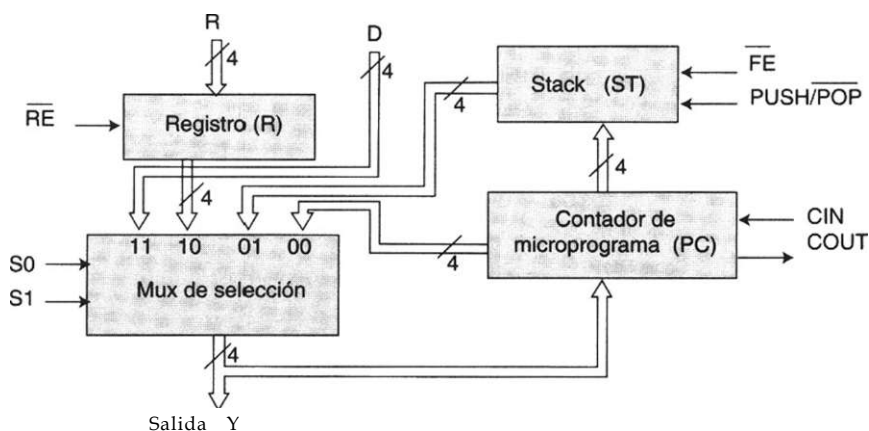 R
D
4
4
RE
Registro (R)
4
Stack (ST)
FE
PUSH/POP
4
4
11 10 01 00
S0
S1
Mux de selección
4
Contador de
microprograma (PC)
CIN
COUT
4
Salida Y